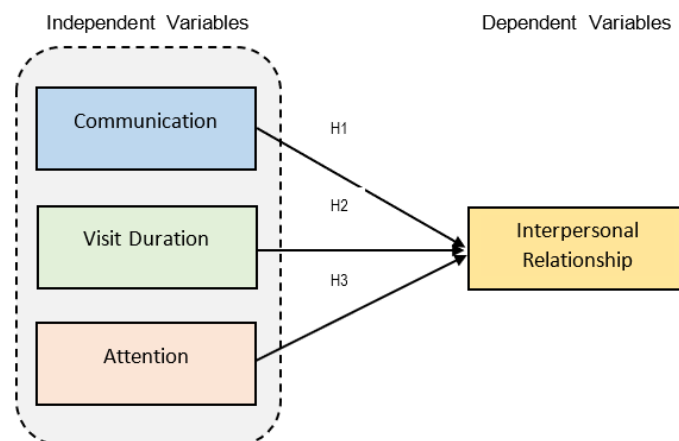 Independent Variables
Dependent Variables
Communication
H1
H2
Visit Duration
Interpersonal
Relationship
H3
Attention